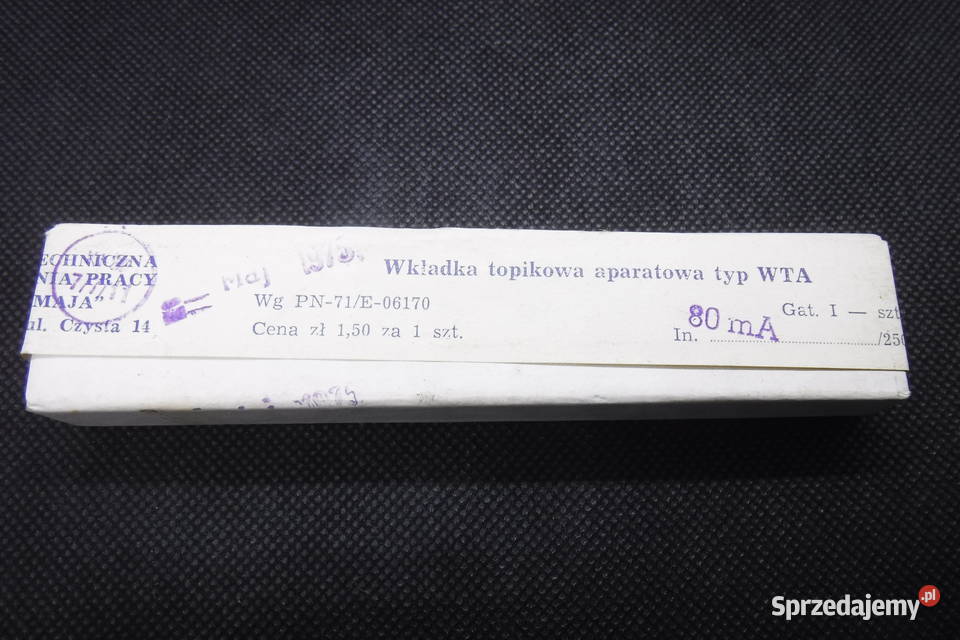 ECHNICZNA
NIA PRACY
MAJA"
ul. Czysta 14
Maj 1975.
Wkładka topikowa aparatowa typ WTA
Wg PN-71/E-06170
Cena zł 1,50 za 1 szt.
Gat. I — szt
In. 80 mA /250
Sprzedajemy.pl